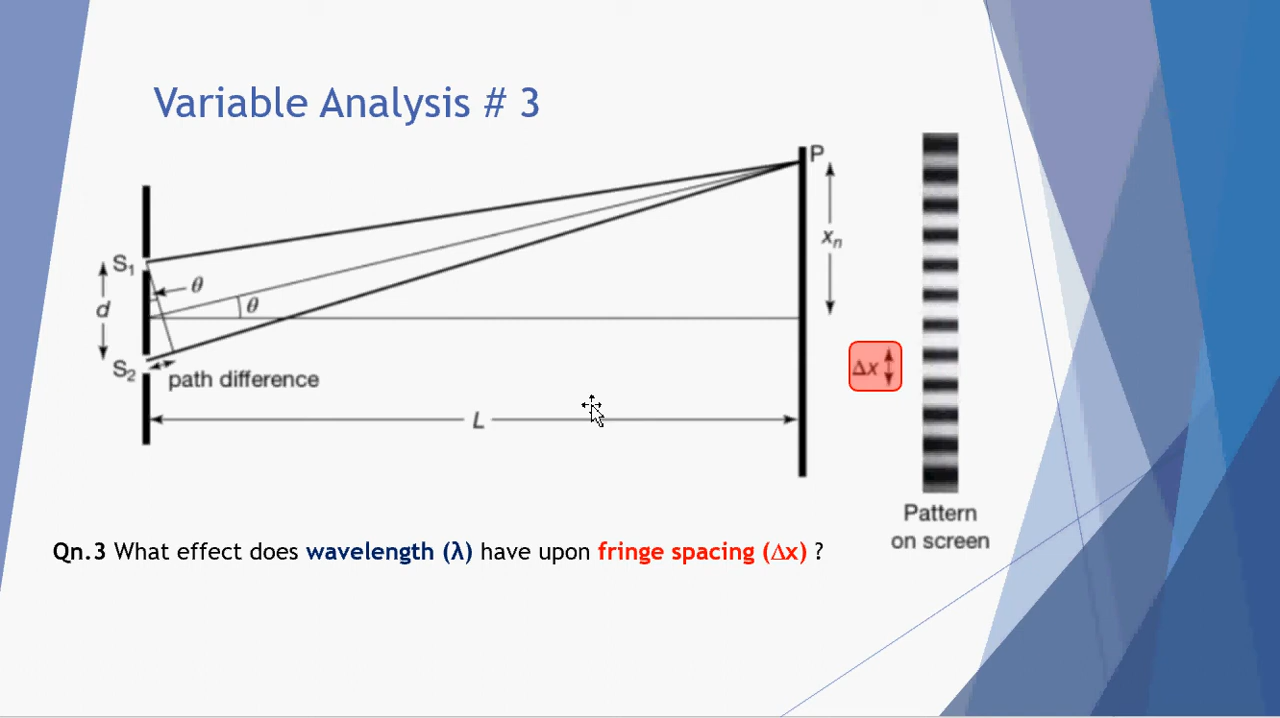 Variable Analysis # 3
P
xn
S1
θ
d
θ
S2
path difference
Δx
L
Pattern
on screen
Qn.3 What effect does wavelength (λ) have upon fringe spacing (Δx) ?